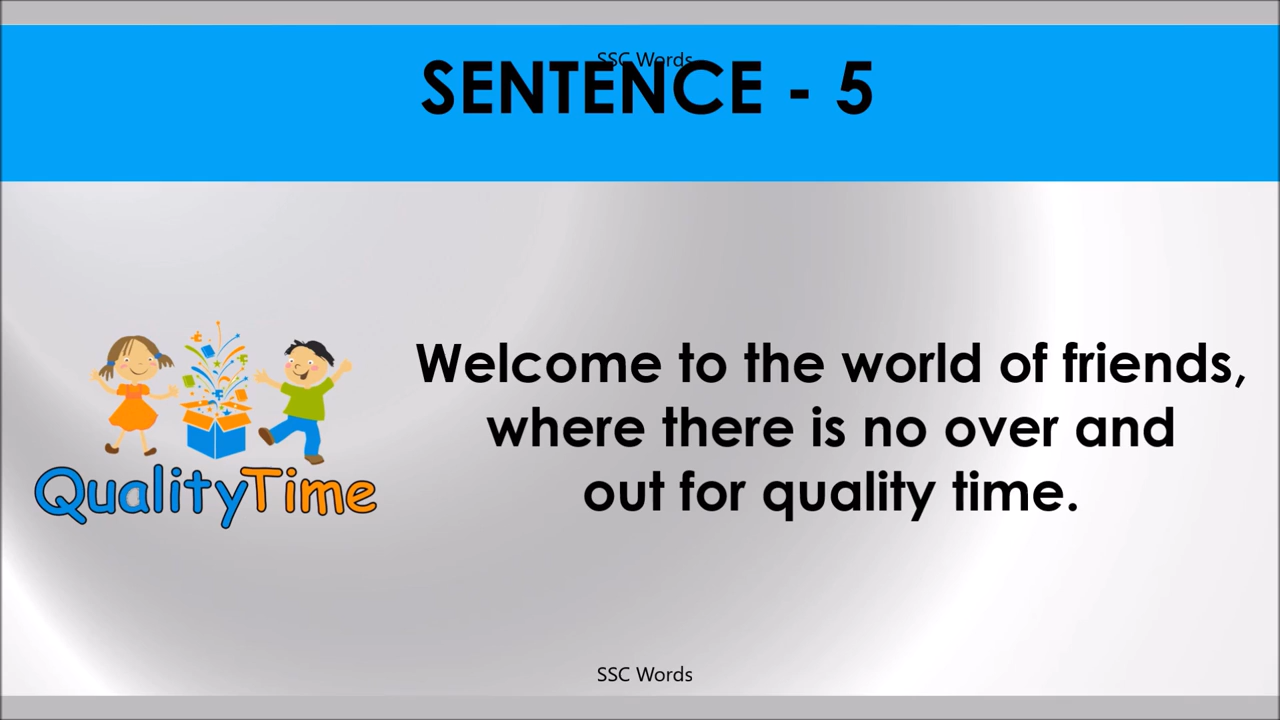 SSC Words
SENTENCE - 5
Welcome to the world of friends,
where there is no over and
out for quality time.
QualityTime
SSC Words